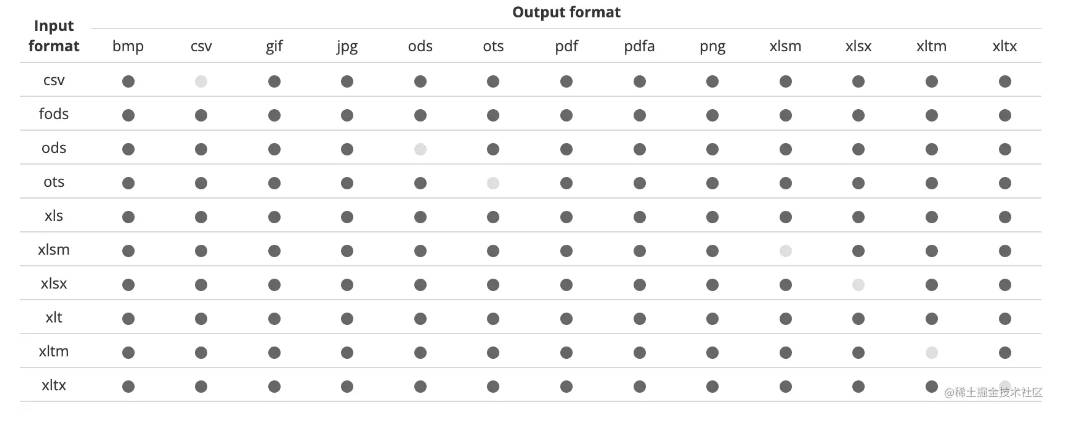 Output format
Input format
bmp csv gif jpg ods ots pdf pdfa png xlsm xlsx xltm xltx
csv
fods
ods
ots
xls
xlsm
xlsx
xlt
xltm
xltx
@稀土掘金技术社区